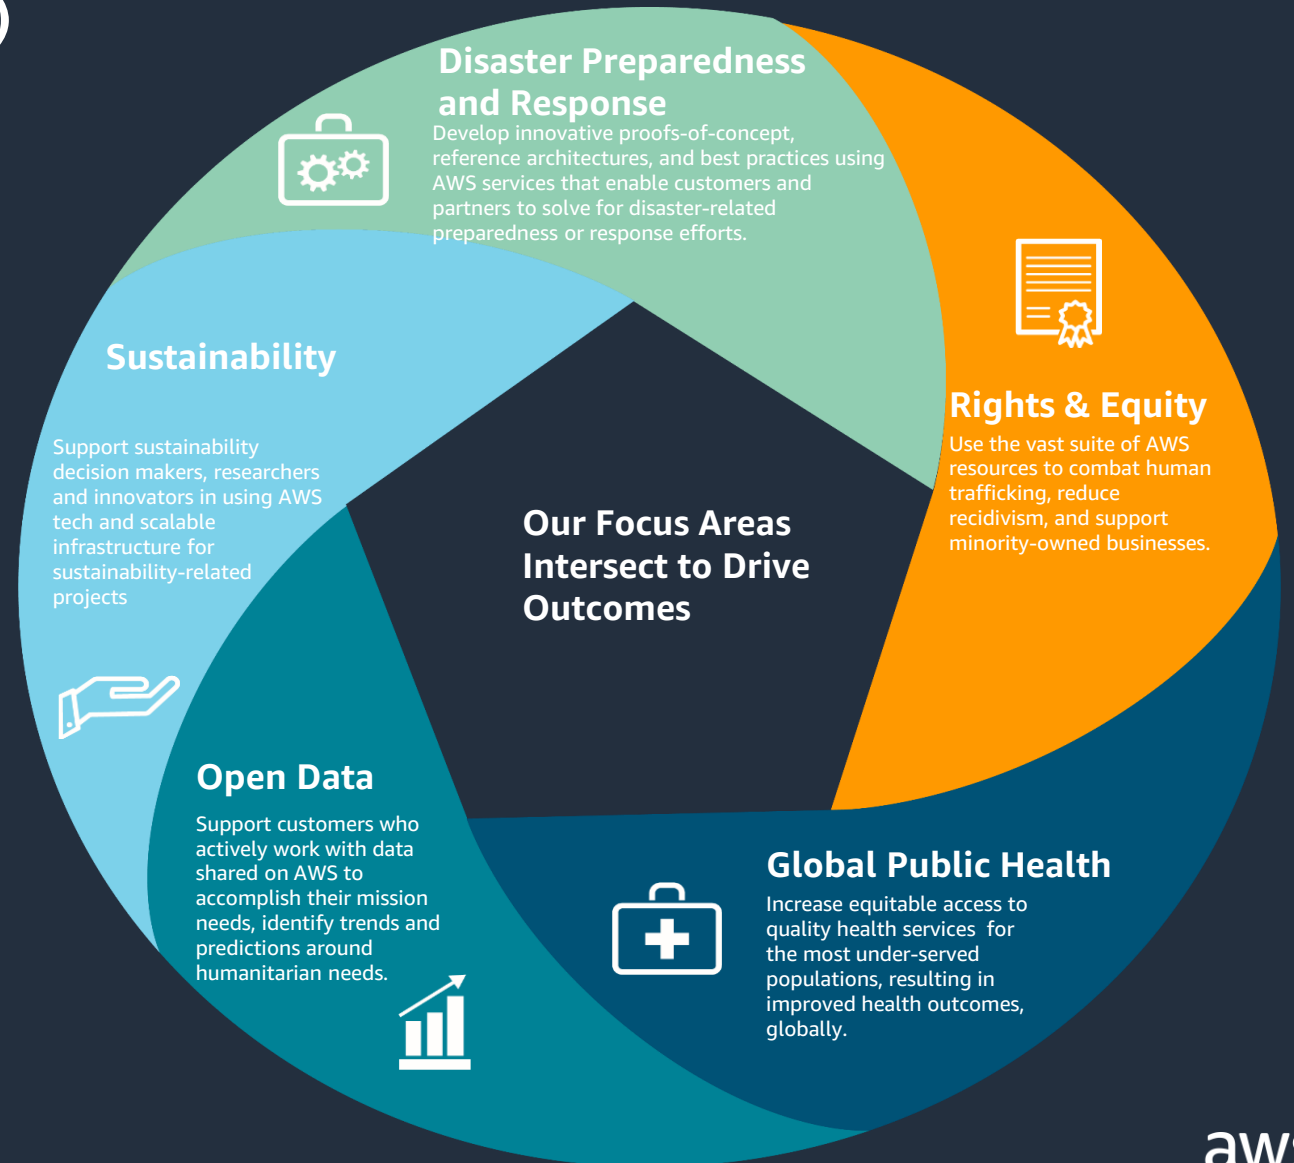 Disaster Preparedness
and Response
Develop innovative proofs-of-concept,
reference architectures, and best practices using
AWS services that enable customers and
partners to solve for disaster-related
preparedness or response efforts.
Rights & Equity
Use the vast suite of AWS
resources to combat human
trafficking, reduce
recidivism, and support
minority-owned businesses.
Sustainability
Support sustainability
decision makers, researchers
and innovators in using AWS
tech and scalable
infrastructure for
sustainability-related
projects
Our Focus Areas
Intersect to Drive
Outcomes
Open Data
Support customers who
actively work with data
shared on AWS to
accomplish their mission
needs, identify trends and
predictions around
humanitarian needs.
Global Public Health
Increase equitable access to
quality health services  for
the most under-served
populations, resulting in
improved health outcomes,
globally.
aws